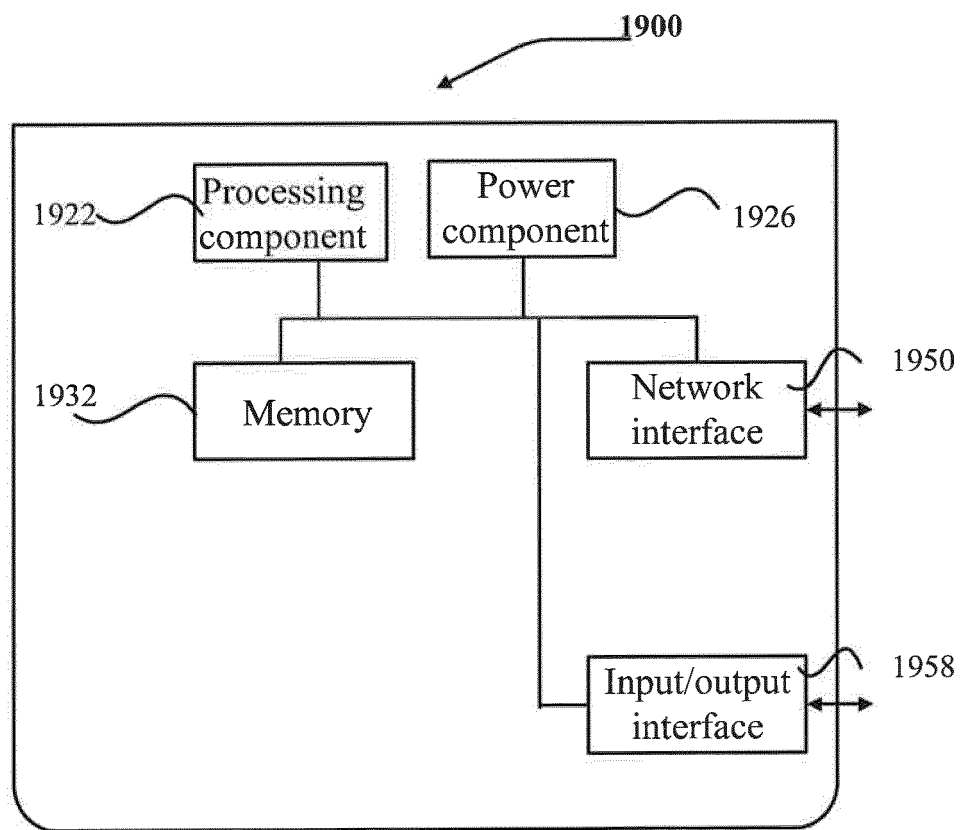 1900
Processing
component
Power
component
1922
1926
1932
Memory
Network
interface
1950
Input/output
interface
1958